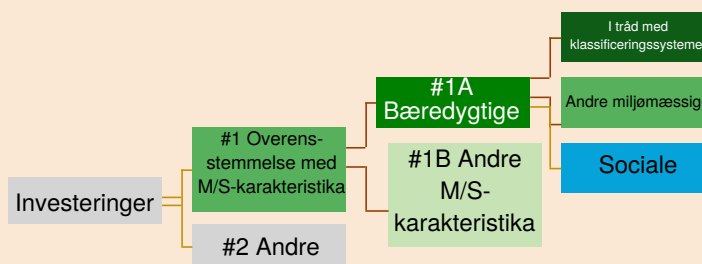 Investeringer
#1 Overens-
stemmelse med
M/S-karakteristika
#2 Andre
#1A
Bæredygtige
#1B Andre
M/S-
karakteristika
I tråd med
klassificeringssysteme
Andre miljømæssig
Sociale